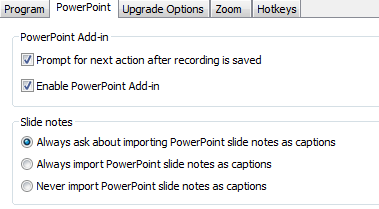 Program PowerPoint Upgrade Options Zoom Hotkeys
PowerPoint Add-in
Prompt for next action after recording is saved
Enable PowerPoint Add-in
Slide notes
Always ask about importing PowerPoint slide notes as captions
Always import PowerPoint slide notes as captions
Never import PowerPoint slide notes as captions